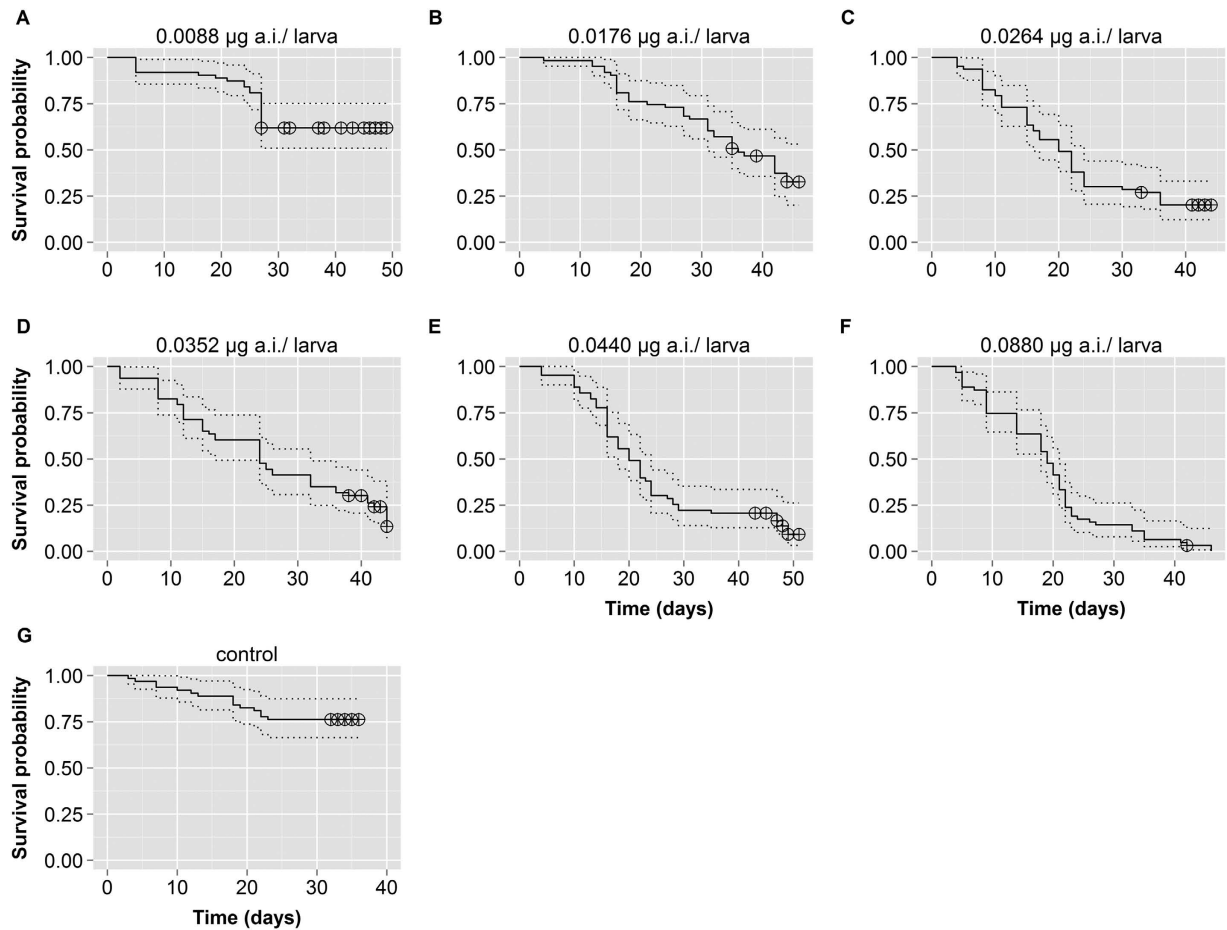 A
0.0088 µg a.i./ larva
Survival probability
1.00
0.75
0.50
0.25
0.00
0 10 20 30 40 50
B
0.0176 µg a.i./ larva
1.00
0.75
0.50
0.25
0.00
0 10 20 30 40
C
0.0264 µg a.i./ larva
1.00
0.75
0.50
0.25
0.00
0 10 20 30 40
D
0.0352 µg a.i./ larva
Survival probability
1.00
0.75
0.50
0.25
0.00
0 10 20 30 40
E
0.0440 µg a.i./ larva
1.00
0.75
0.50
0.25
0.00
0 10 20 30 40 50
Time (days)
F
0.0880 µg a.i./ larva
1.00
0.75
0.50
0.25
0.00
0 10 20 30 40
Time (days)
G
control
Survival probability
1.00
0.75
0.50
0.25
0.00
0 10 20 30 40
Time (days)